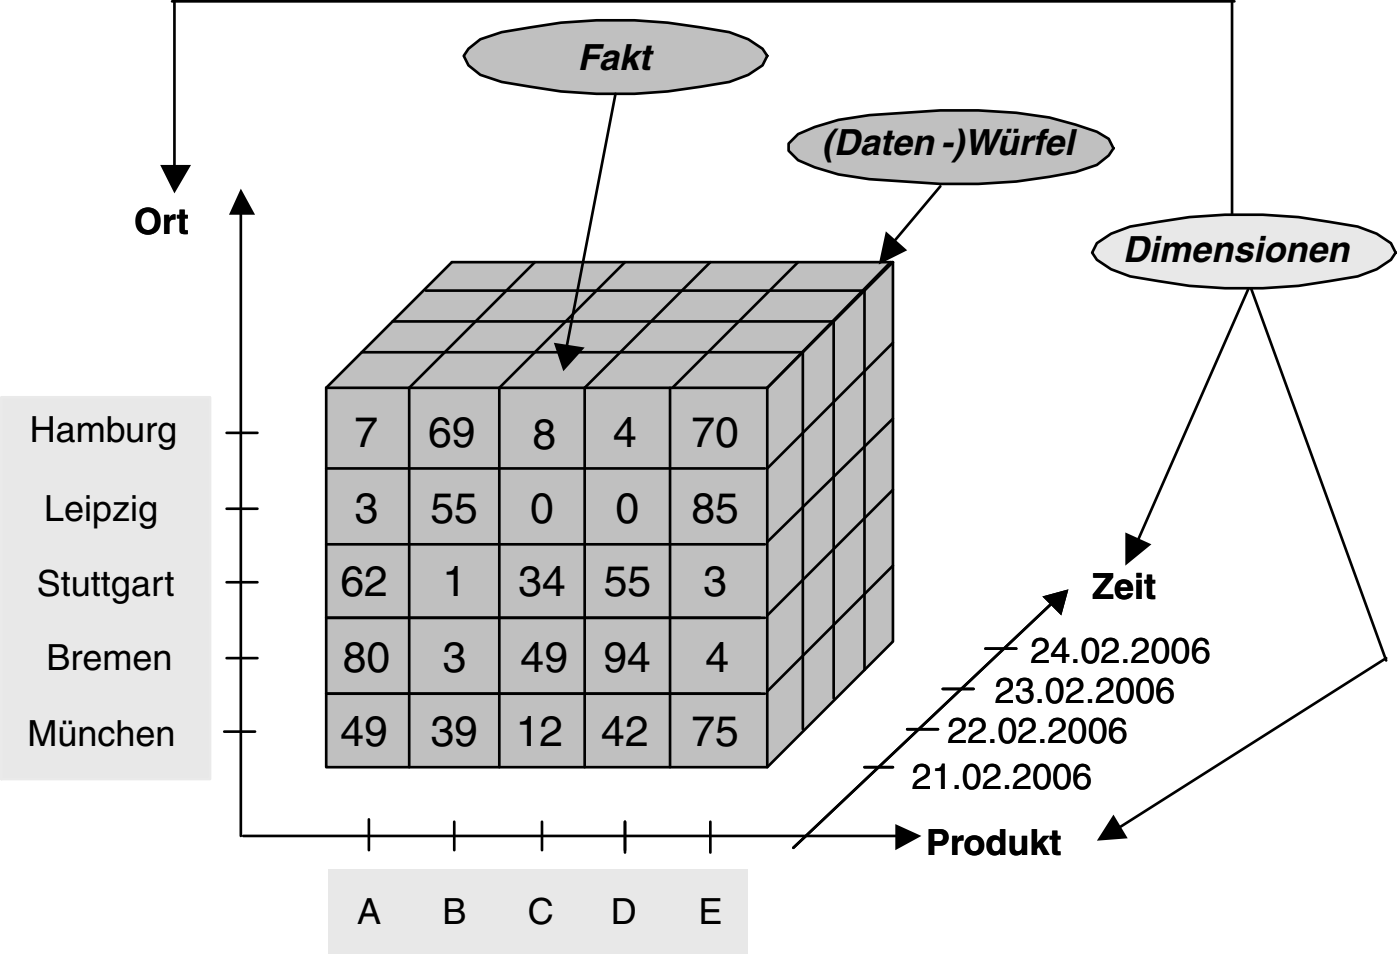 Fakt
(Daten -)Würfel
Ort
Dimensionen
Hamburg 7 69 8 4 70
Leipzig 3 55 0 0 85
Stuttgart 62 1 34 55 3
Bremen 80 3 49 94 4
München 49 39 12 42 75
Zeit
24.02.2006
23.02.2006
22.02.2006
21.02.2006
Produkt
A B C D E